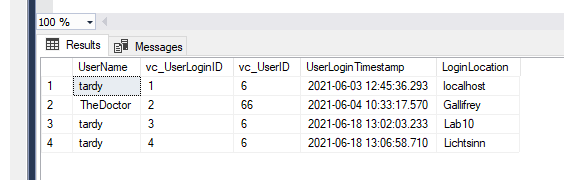 100 %
Results Messages
UserName vc_UserLoginID vc_UserID UserLoginTimestamp LoginLocation
1 tardy 1 6 2021-06-03 12:45:36.293 localhost
2 TheDoctor 2 66 2021-06-04 10:33:17.570 Gallifrey
3 tardy 3 6 2021-06-18 13:02:03.233 Lab10
4 tardy 4 6 2021-06-18 13:06:58.710 Lichtsinn